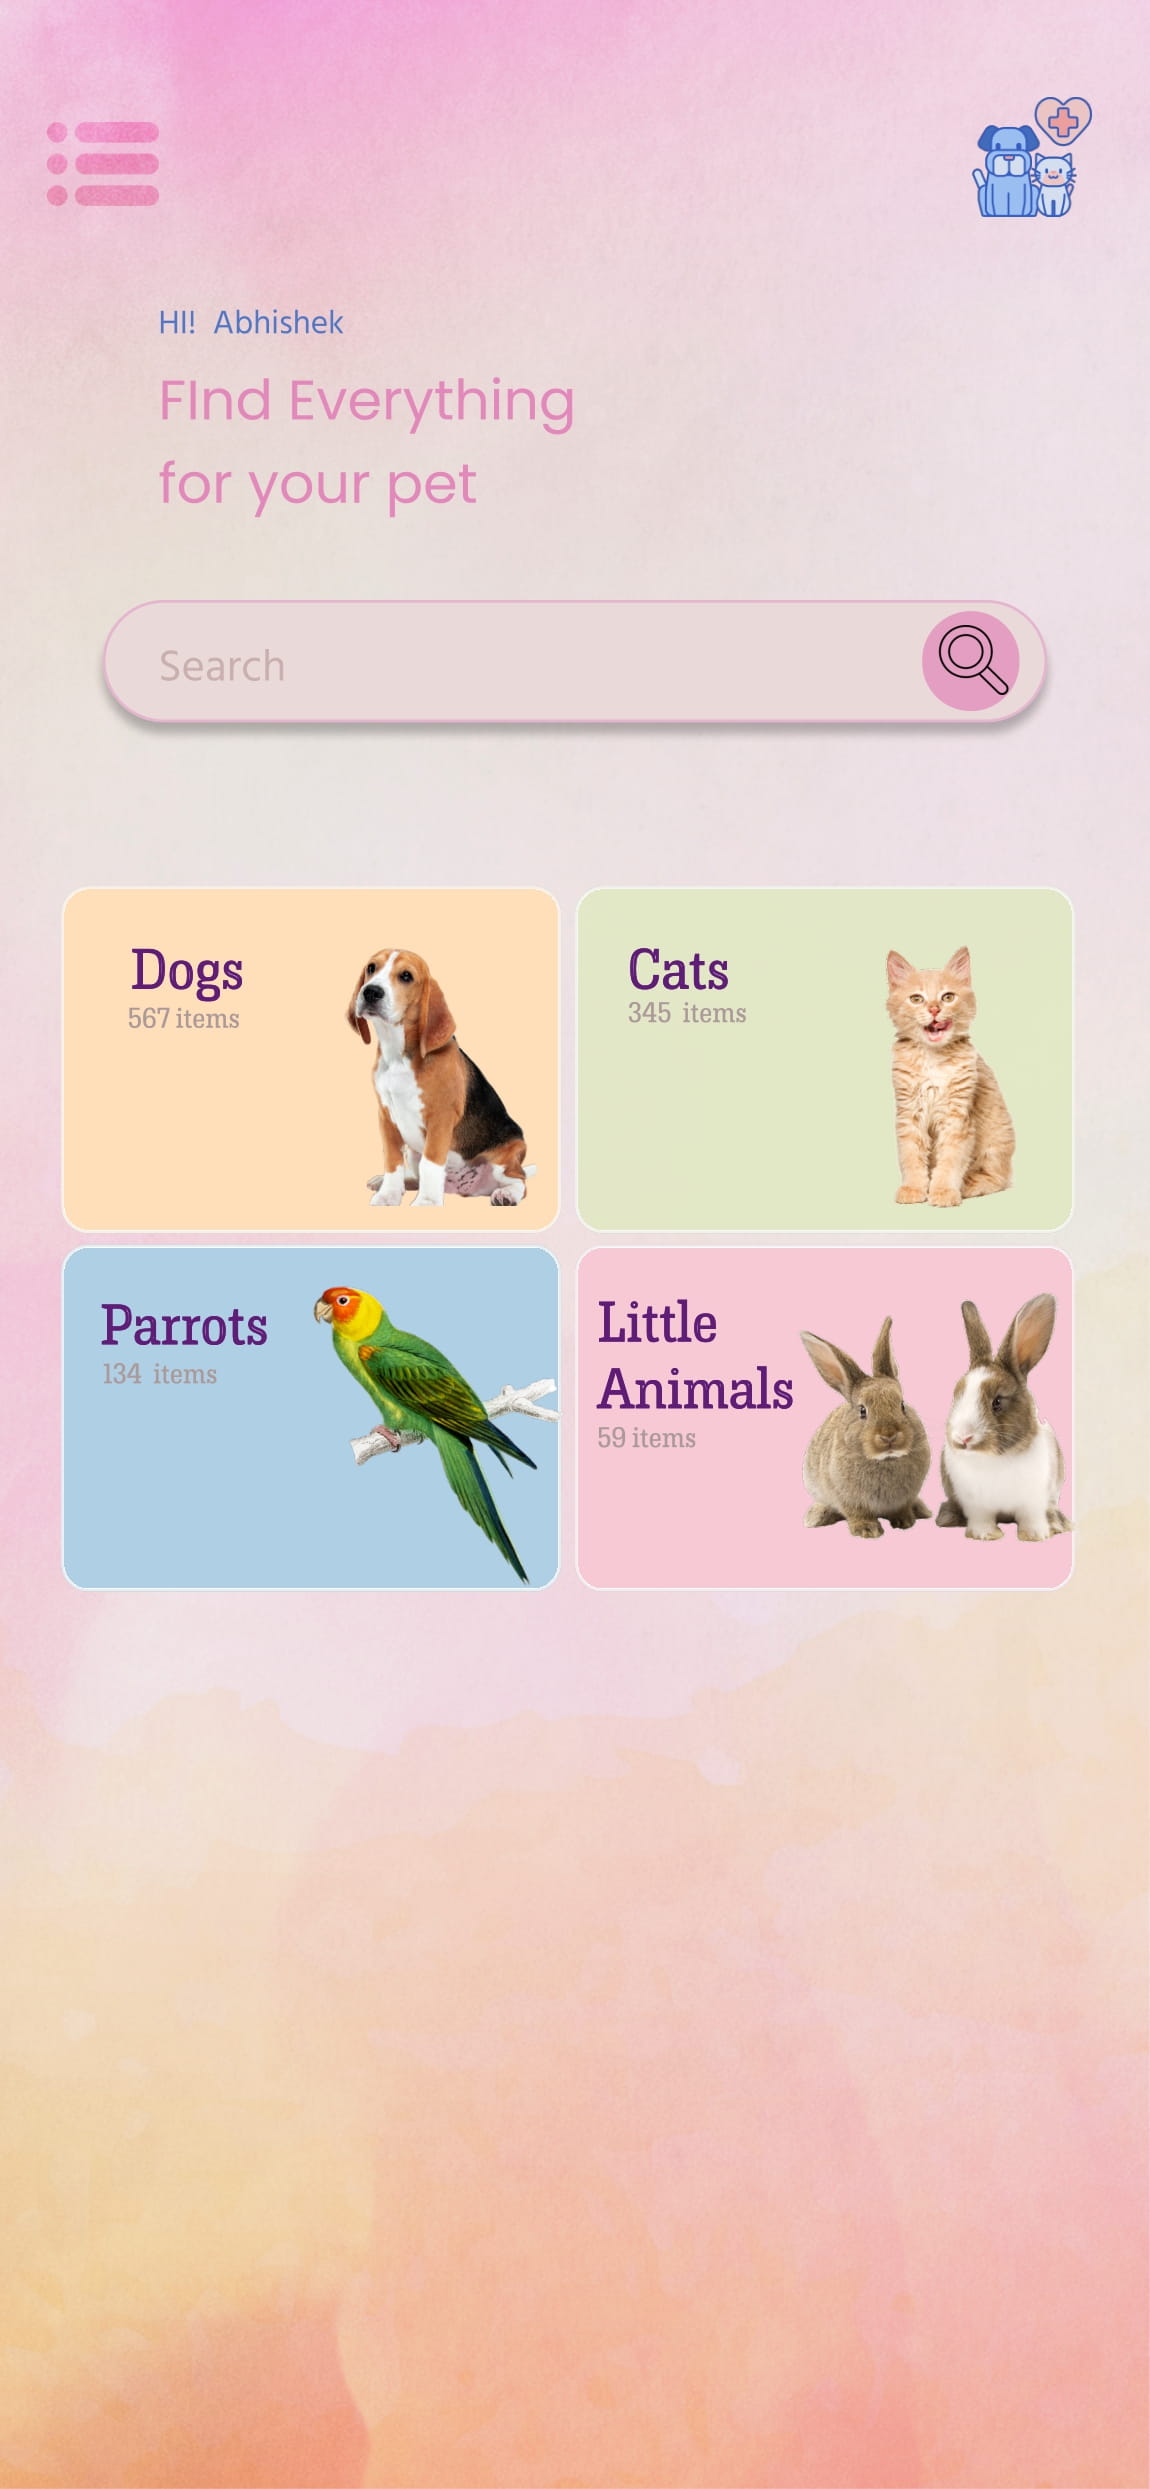 HI! Abhishek
FInd Everything
for your pet
Search
Dogs
567 items
Cats
345 items
Parrots
134 items
Little
Animals
59 items